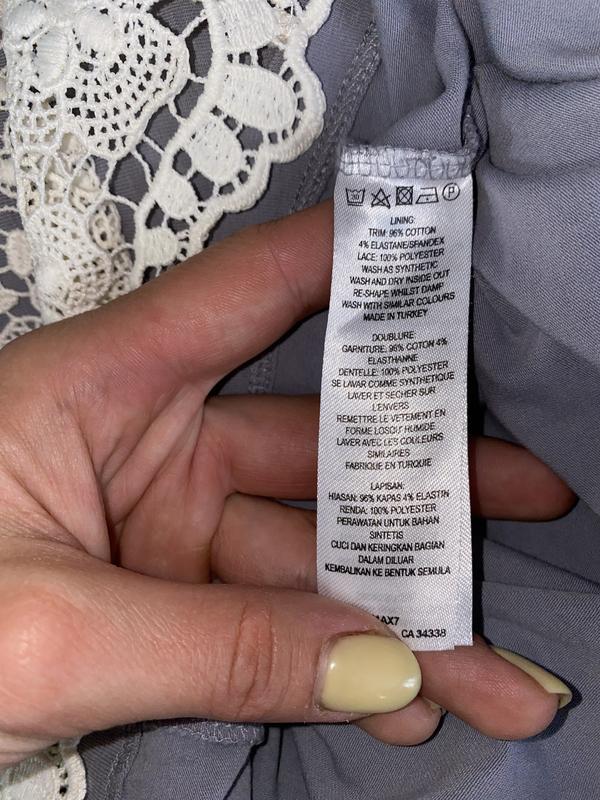 30
P
LINING:
TRIM: 96% COTTON
4% ELASTANE/SPANDEX
LACE: 100% POLYESTER
WASH AS SYNTHETIC
WASH AND DRY INSIDE OUT
RE-SHAPE WHILST DAMP
WASH WITH SIMILAR COLOURS
MADE IN TURKEY
DOUBLURE:
GARNITURE: 96% COTON 4%
ELASTHANNE
DENTELLE: 100% POLYESTER
SE LAVAR COMME SYNTHETIQUE
LAVER ET SECHER SUR
L'ENVERS
REMETTRE LE VETEMENT EN
FORME HUMIDE
LAVER AVEC LES COULEURS
SIMILAIRES
FABRIQUE EN TURQUIE
LAPISAN:
HIASAN: 96% KAPAS 4% ELASTIN
RENDA: 100% POLYESTER
PERAWATAN UNTUK BAHAN
SINTETIS
CUCI DAN KERINGKAN BAGIAN
DALAM DILUAR
KEMBALIKAN KE BENTUK SEMULA
AX7
CA 34338